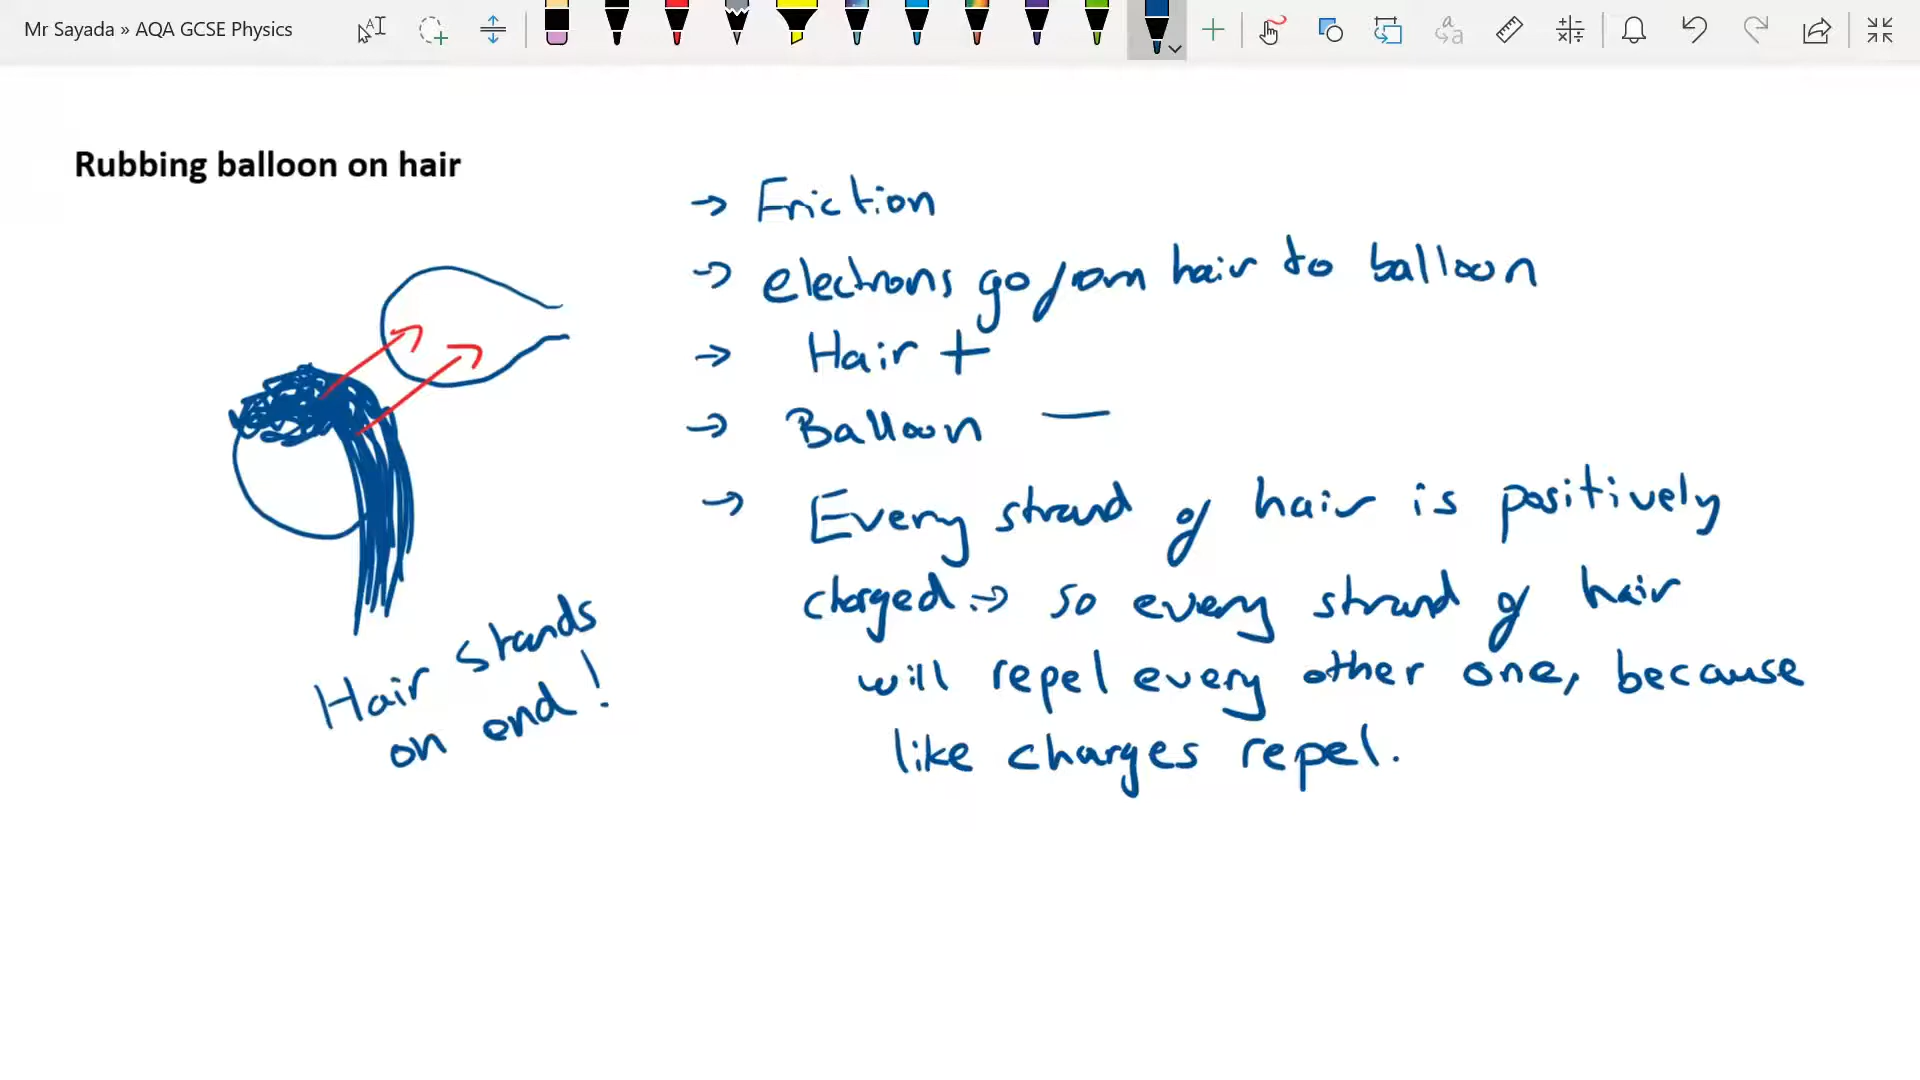 Mr Sayada » AQA GCSE Physics
Rubbing balloon on hair
→ Friction
→ electrons go from hair to balloon
→ Hair +
→ Balloon —
→ Every strand of hair is positively
charged. → so every strand of hair
will repel every other one, because
like charges repel.
Hair stands
on end!